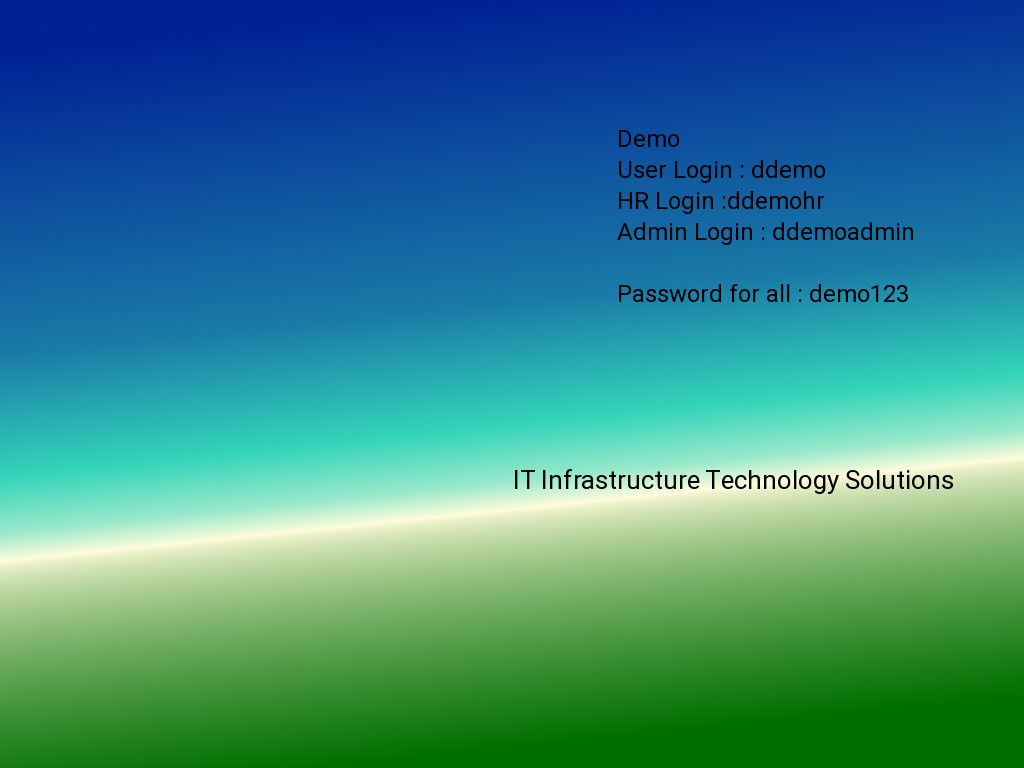 Demo
User Login : ddemo
HR Login :ddemohr
Admin Login : ddemoadmin
Password for all : demo123
IT Infrastructure Technology Solutions